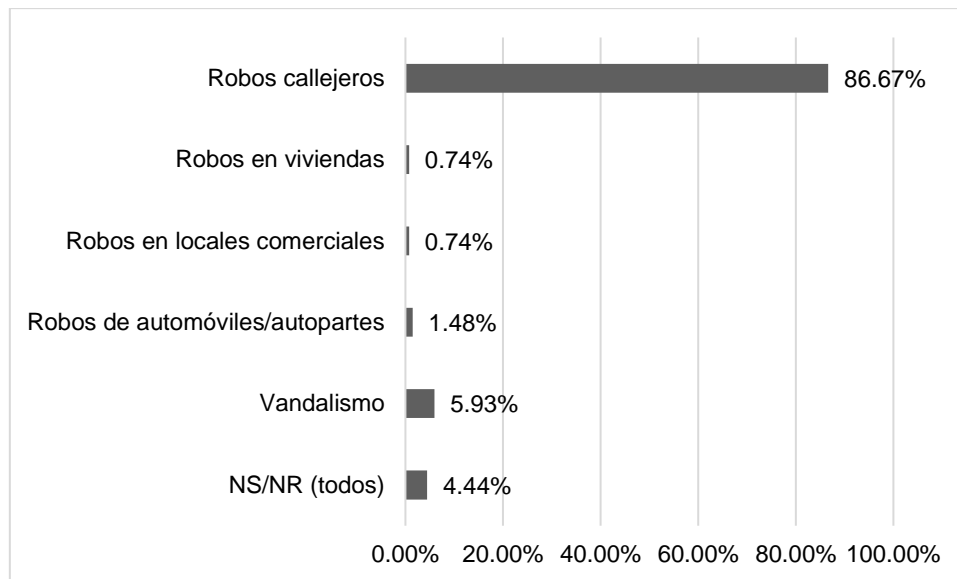 Robos callejeros 86.67%
Robos en viviendas 0.74%
Robos en locales comerciales 0.74%
Robos de automóviles/autopartes 1.48%
Vandalismo 5.93%
NS/NR (todos) 4.44%
0.00% 20.00% 40.00% 60.00% 80.00% 100.00%